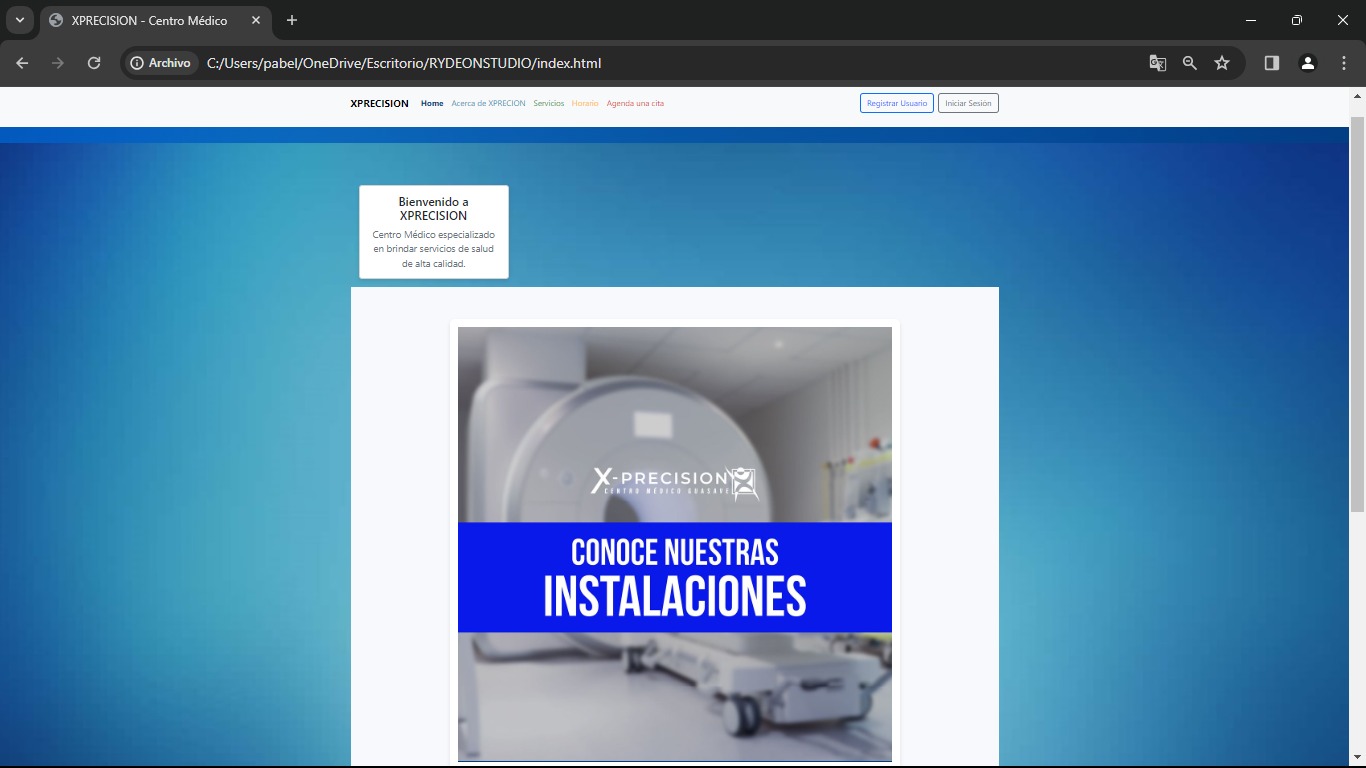 XPRECISION - Centro Médico
Archivo
C:/Users/pabel/OneDrive/Escritorio/RYDEONSTUDIO/index.html
XPRECISION
Home
Acerca de XPRECION
Servicios
Horario
Agenda una cita
Registrar Usuario
Iniciar Sesión
Bienvenido a
XPRECISION
Centro Médico especializado
en brindar servicios de salud
de alta calidad.
X-PRECISION
CENTRO MÉDICO GUASAVE
CONOCE NUESTRAS
INSTALACIONES